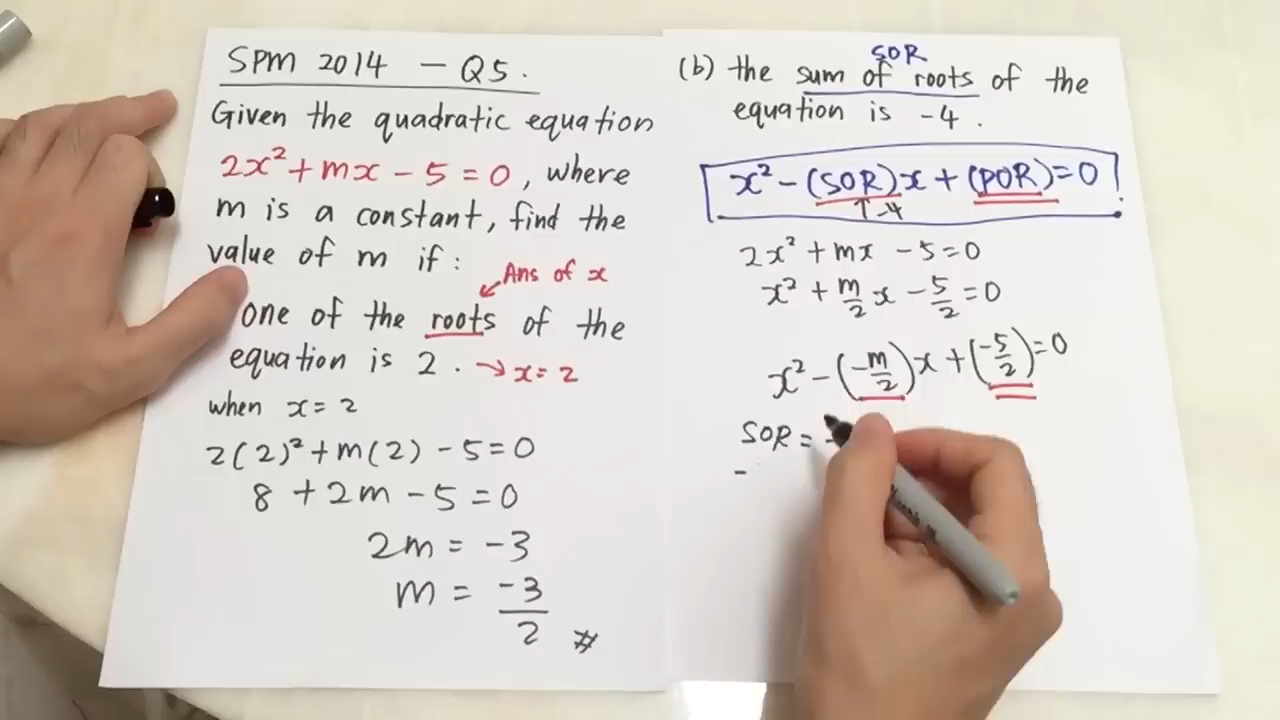 SPM 2014 - Q5.
Given the quadratic equation
2x² + mx - 5 = 0, where
m is a constant, find the
value of m if:
Ans of x
one of the roots of the
equation is 2. → x = 2
when x = 2
2(2)² + m(2) - 5 = 0
8 + 2m - 5 = 0
2m = -3
m = -3/2 #
SOR
(b) the sum of roots of the
equation is -4.
x² - (SOR)x + (POR) = 0
↑ -4
2x² + mx - 5 = 0
x² + m/2 x - 5/2 = 0
x² - (-m/2)x + (-5/2) = 0
SOR = -
-